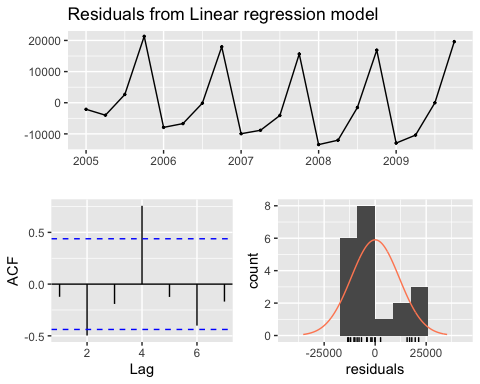 Residuals from Linear regression model
20000
10000
0
-10000
2005 2006 2007 2008 2009
ACF
0.5
0.0
-0.5
2 4 6
Lag
count
8
6
4
2
0
-25000 0 25000
residuals